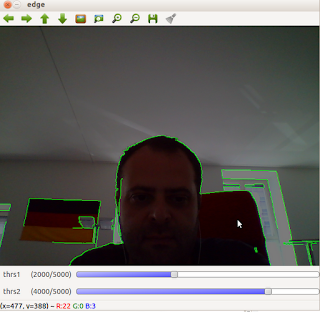 edge
thrs1 (2000/5000)
thrs2 (4000/5000)
(x=477, y=388) ~ R:22 G:0 B:3